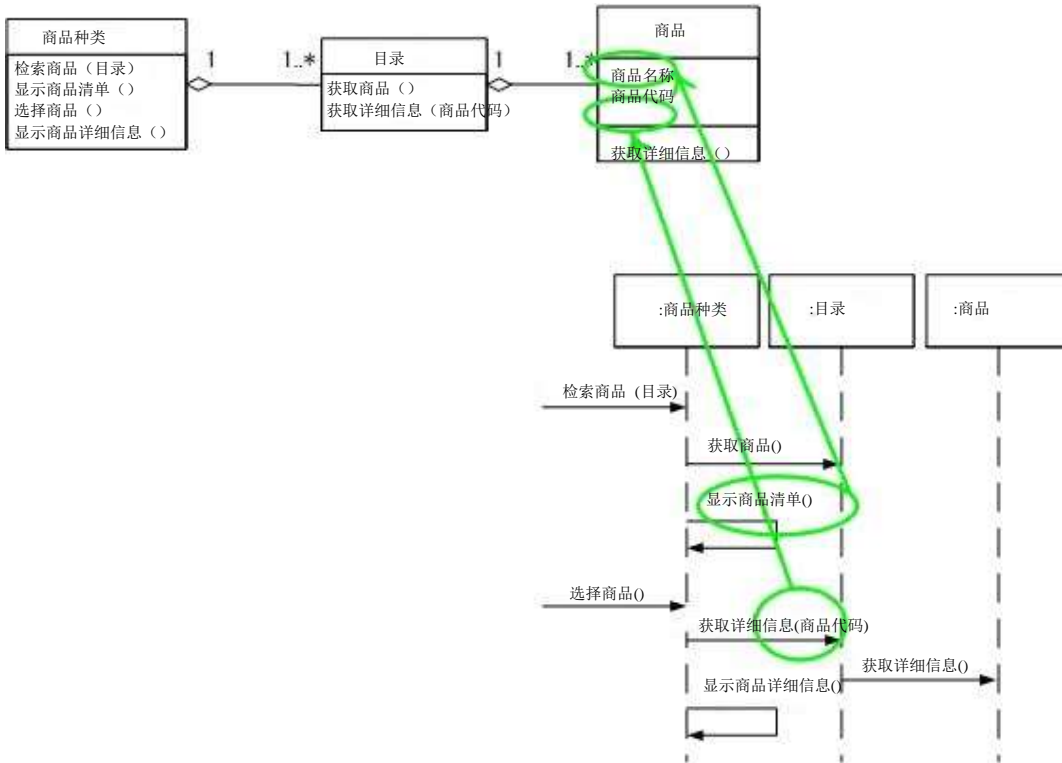 商品种类
检索商品（目录）
显示商品清单（）
选择商品（）
显示商品详细信息（）
1
1..*
目录
获取商品（）
获取详细信息（商品代码）
1
1..*
商品
商品名称
商品代码
获取详细信息（）
:商品种类
:目录
:商品
检索商品 (目录)
获取商品()
显示商品清单()
选择商品()
获取详细信息(商品代码)
获取详细信息()
显示商品详细信息()